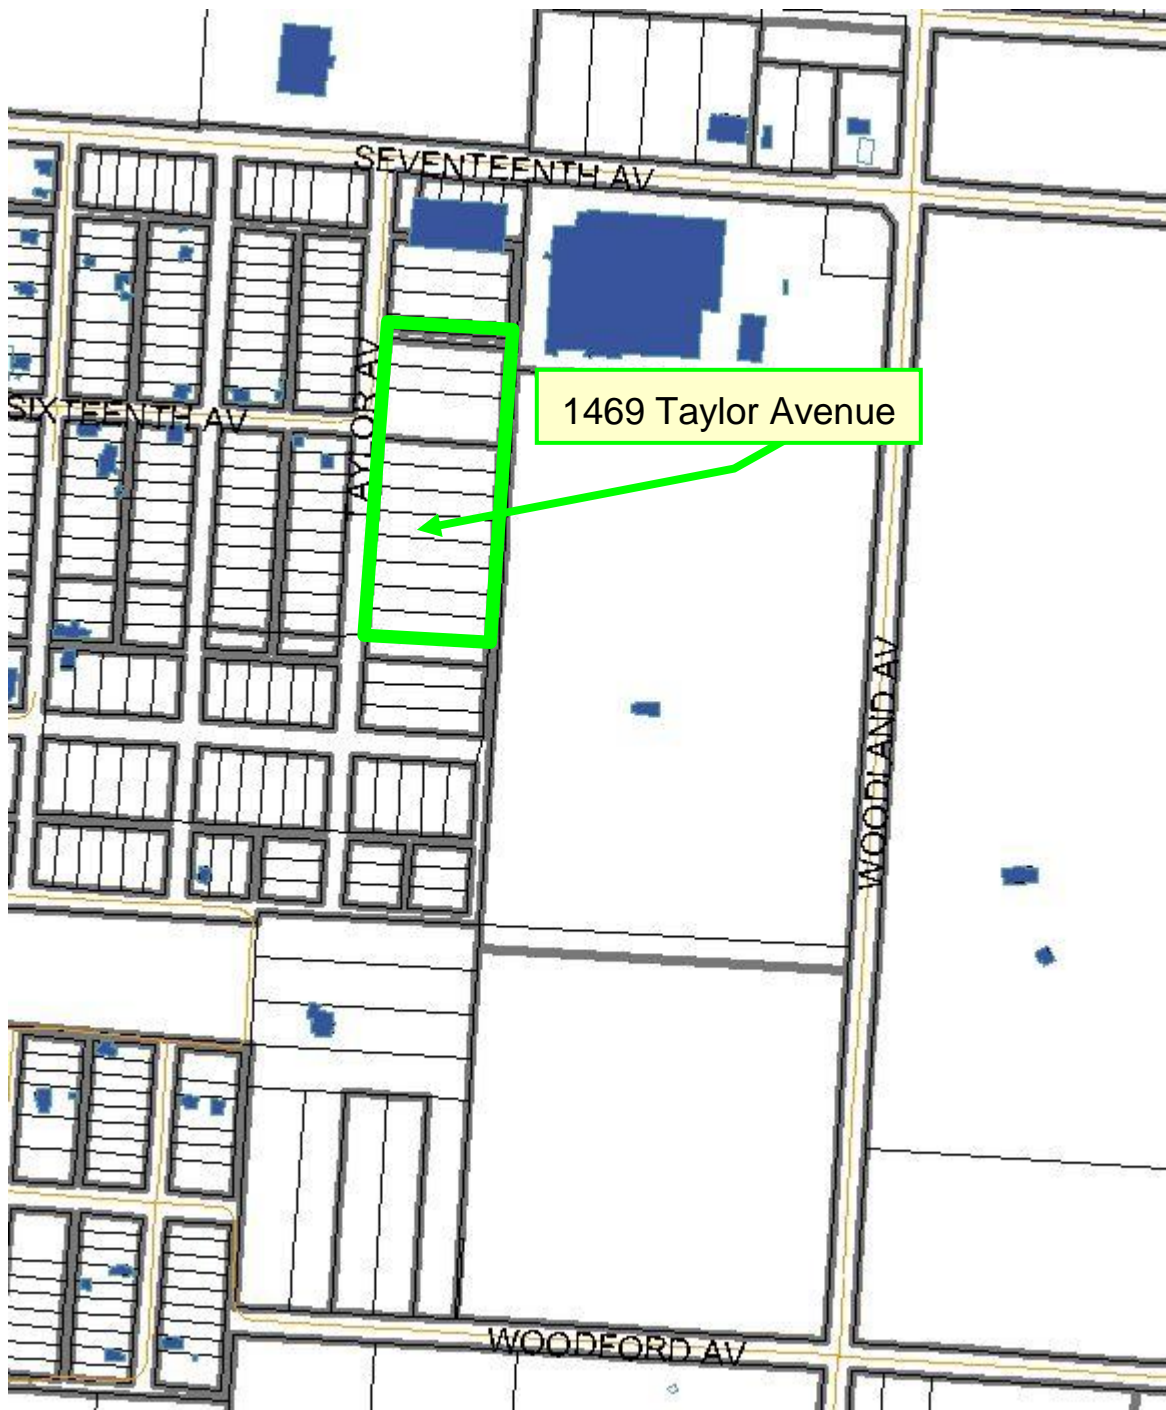 SEVENTEENTH AV
TAYLOR AV
1469 Taylor Avenue
SIXTEENTH AV
WOODLAND AV
WOODFORD AV